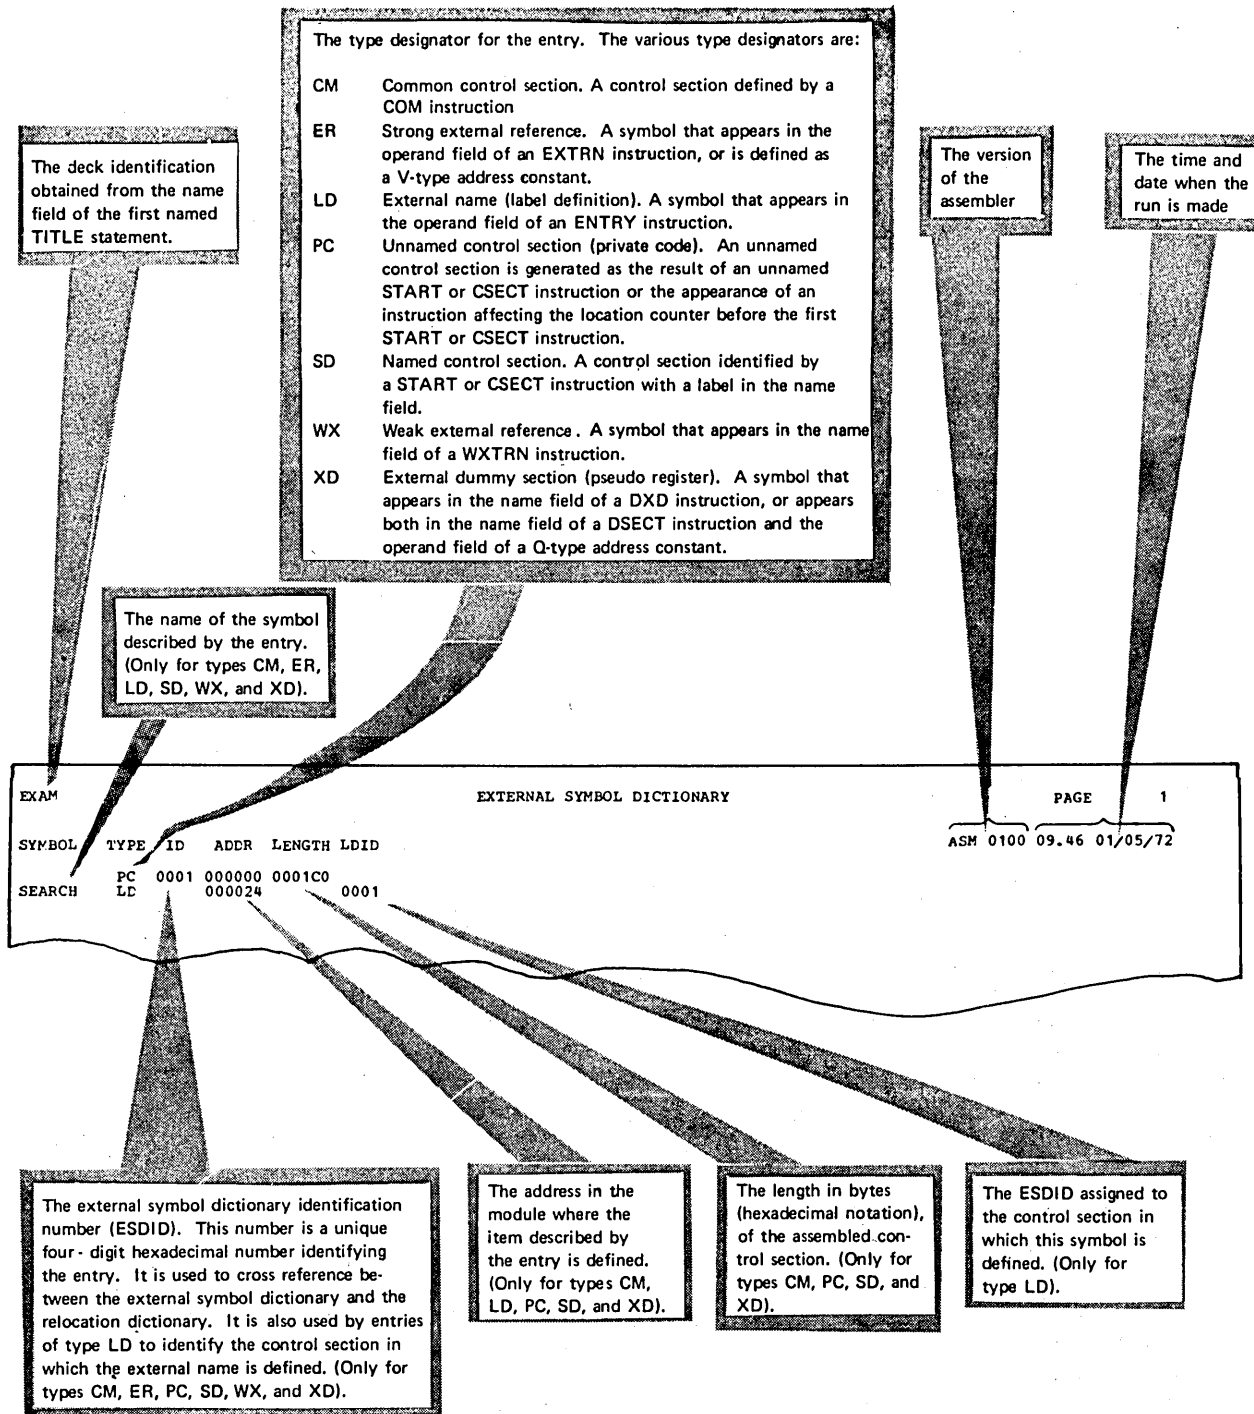 The type designator for the entry. The various type designators are:
CM Common control section. A control section defined by a
COM instruction
ER Strong external reference. A symbol that appears in the
operand field of an EXTRN instruction, or is defined as
a V-type address constant.
LD External name (label definition). A symbol that appears in
the operand field of an ENTRY instruction.
PC Unnamed control section (private code). An unnamed
control section is generated as the result of an unnamed
START or CSECT instruction or the appearance of an
instruction affecting the location counter before the first
START or CSECT instruction.
SD Named control section. A control section identified by
a START or CSECT instruction with a label in the name
field.
WX Weak external reference. A symbol that appears in the name
field of a WXTRN instruction.
XD External dummy section (pseudo register). A symbol that
appears in the name field of a DXD instruction, or appears
both in the name field of a DSECT instruction and the
operand field of a Q-type address constant.
The deck identification
obtained from the name
field of the first named
TITLE statement.
The version
of the
assembler
The time and
date when the
run is made
The name of the symbol
described by the entry.
(Only for types CM, ER,
LD, SD, WX, and XD).
EXAM EXTERNAL SYMBOL DICTIONARY PAGE 1
SYMBOL TYPE ID ADDR LENGTH LDID ASM 0100 09.46 01/05/72
PC 0001 000000 0001C0
SEARCH LD 000024 0001
The external symbol dictionary identification
number (ESDID). This number is a unique
four - digit hexadecimal number identifying
the entry. It is used to cross reference be-
tween the external symbol dictionary and the
relocation dictionary. It is also used by entries
of type LD to identify the control section in
which the external name is defined. (Only for
types CM, ER, PC, SD, WX, and XD).
The address in the
module where the
item described by
the entry is defined.
(Only for types CM,
LD, PC, SD, and XD).
The length in bytes
(hexadecimal notation),
of the assembled con-
trol section. (Only for
types CM, PC, SD, and
XD).
The ESDID assigned to
the control section in
which this symbol is
defined. (Only for
type LD).